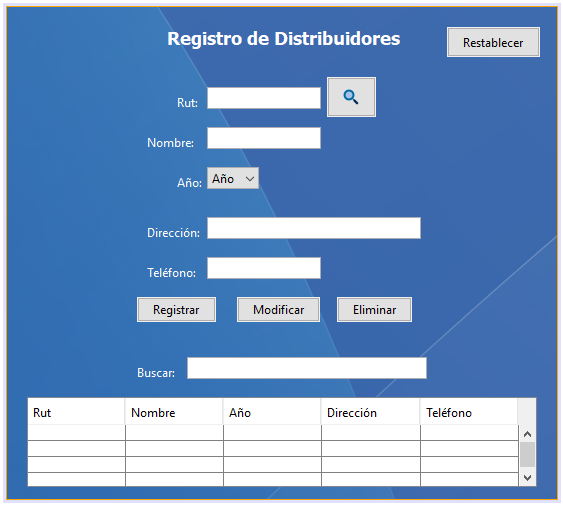 Registro de Distribuidores
Restablecer
Rut:
Nombre:
Año: Año
Dirección:
Teléfono:
Registrar Modificar Eliminar
Buscar:
Rut Nombre Año Dirección Teléfono